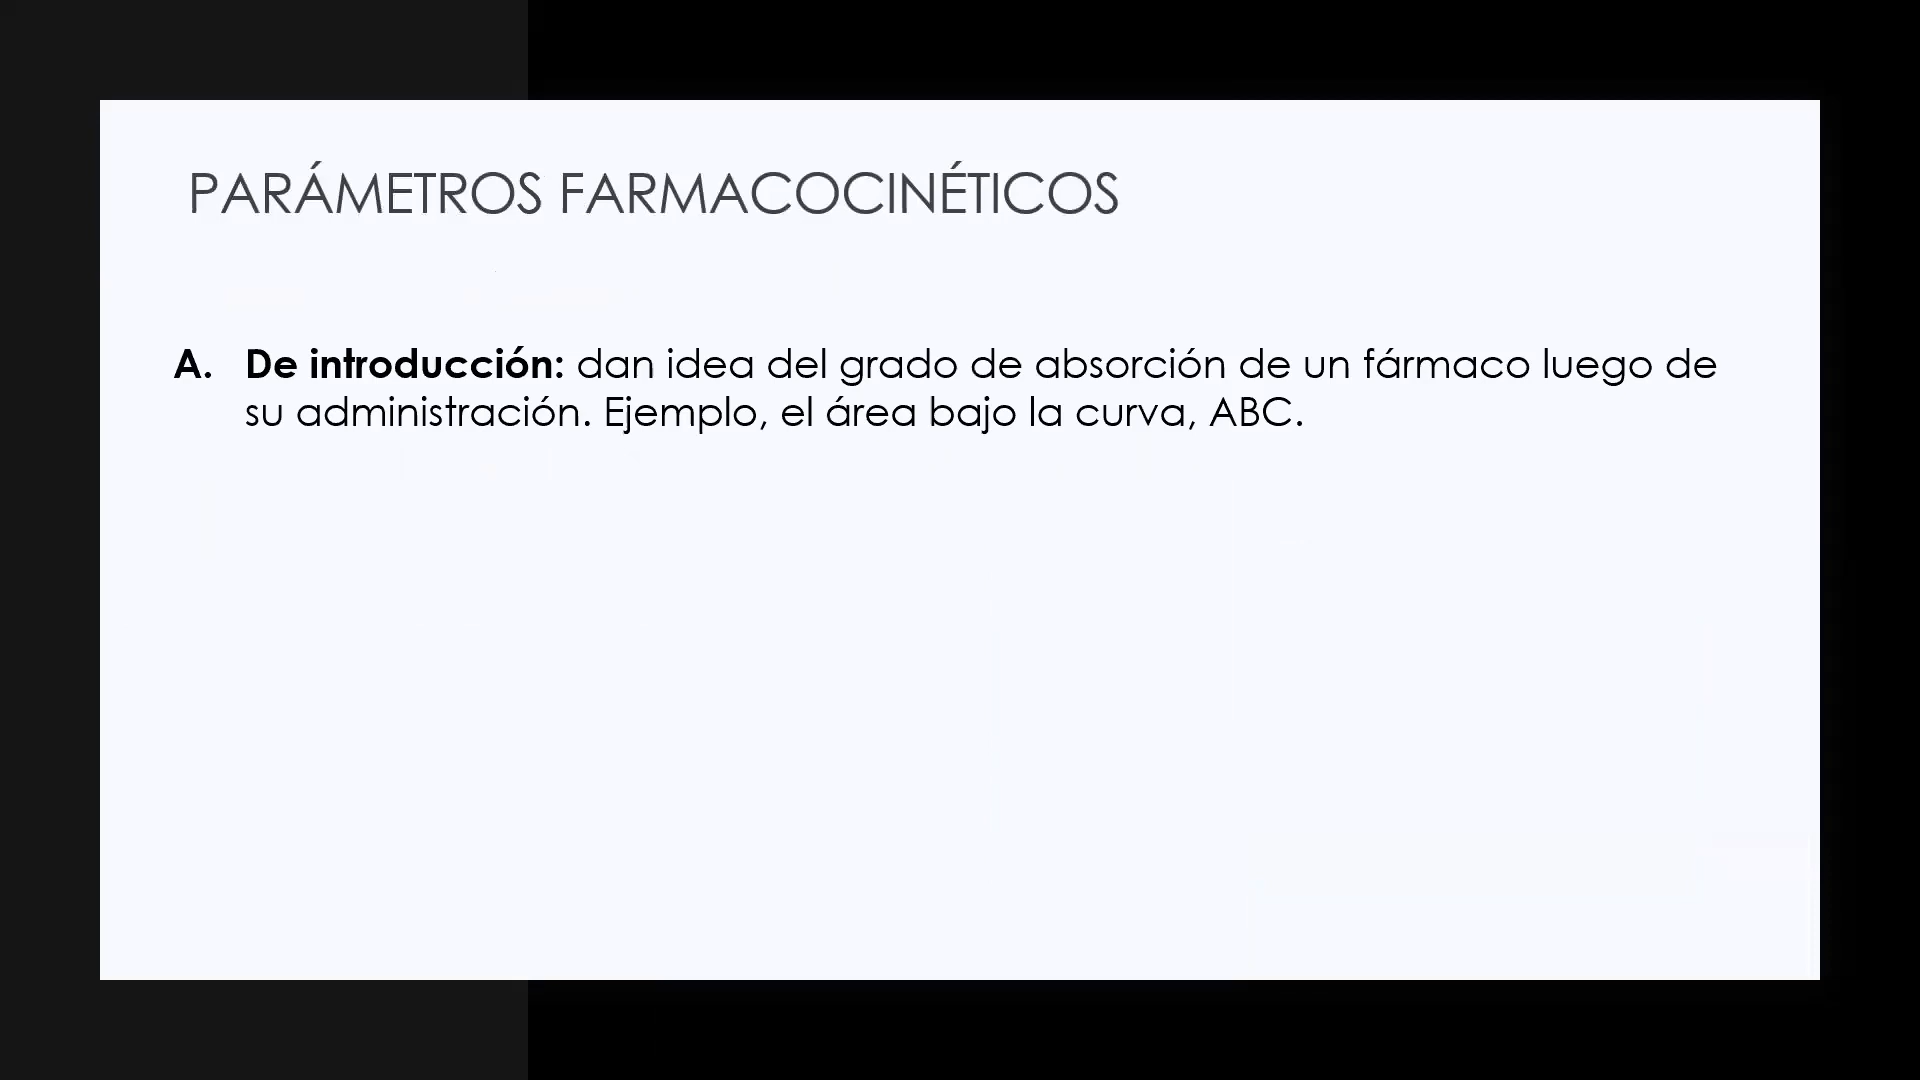 PARÁMETROS FARMACOCINÉTICOS
A. De introducción: dan idea del grado de absorción de un fármaco luego de
su administración. Ejemplo, el área bajo la curva, ABC.